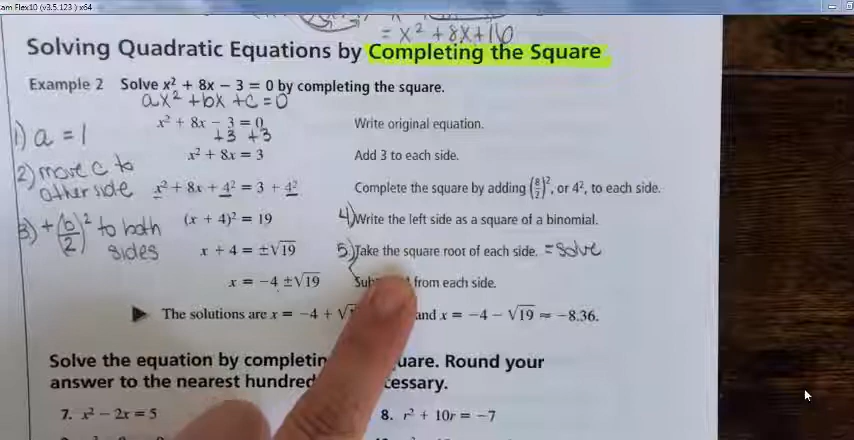 am Flex10 (v3.5.123 ) x64
= x² + 8x + 16
Solving Quadratic Equations by Completing the Square
Example 2 Solve x² + 8x − 3 = 0 by completing the square.
ax² + bx + c = 0
1) a = 1
x² + 8x − 3 = 0 Write original equation.
+3 +3
2) move c to
other side
x² + 8x = 3 Add 3 to each side.
x² + 8x + 4² = 3 + 4² Complete the square by adding (8/2)², or 4², to each side.
3) + (b/2)² to both
sides
(x + 4)² = 19 4) Write the left side as a square of a binomial.
x + 4 = ±√19 5) Take the square root of each side. = solve
x = −4 ±√19 from each side.
The solutions are x = −4 + and x = −4 − √19 ≈ −8.36.
Solve the equation by Round your
answer to the nearest
7. x² − 2x = 5 8. r² + 10r = −7